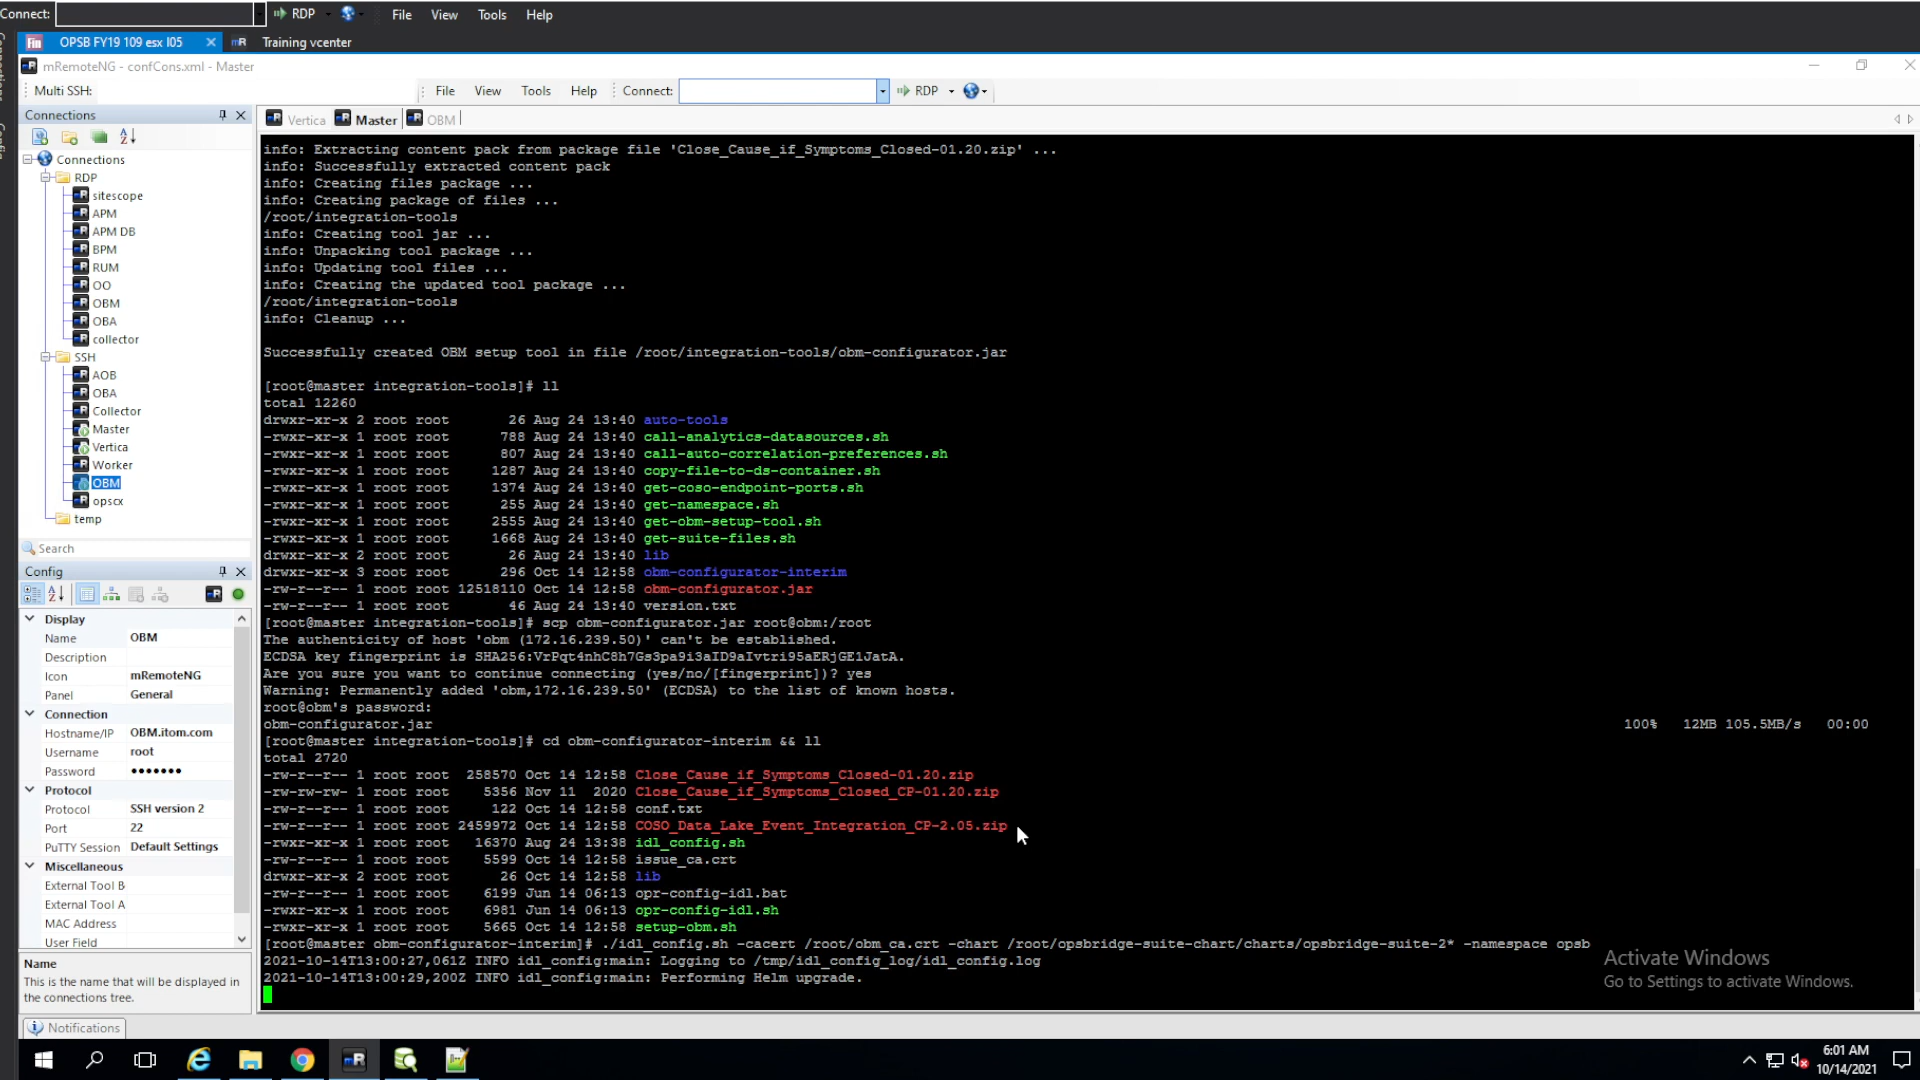 Connect: RDP File View Tools Help
OPSB FY19 109 esx I05 Training vcenter
mRemoteNG - confCons.xml - Master
Multi SSH: File View Tools Help Connect: RDP
Connections
Vertica Master OBM
Connections
RDP
sitescope
APM
APM DB
BPM
RUM
OO
OBM
OBA
collector
SSH
AOB
OBA
Collector
Master
Vertica
Worker
OBM
opscx
temp
Search
Config
Display
Name OBM
Description
Icon mRemoteNG
Panel General
Connection
Hostname/IP OBM.itom.com
Username root
Password •••••••
Protocol
Protocol SSH version 2
Port 22
PuTTY Session Default Settings
Miscellaneous
External Tool B
External Tool A
MAC Address
User Field
Name
This is the name that will be displayed in
the connections tree.
Notifications
info: Extracting content pack from package file 'Close_Cause_if_Symptoms_Closed-01.20.zip' ...
info: Successfully extracted content pack
info: Creating files package ...
info: Creating package of files ...
/root/integration-tools
info: Creating tool jar ...
info: Unpacking tool package ...
info: Updating tool files ...
info: Creating the updated tool package ...
/root/integration-tools
info: Cleanup ...
Successfully created OBM setup tool in file /root/integration-tools/obm-configurator.jar
[root@master integration-tools]# ll
total 12260
drwxr-xr-x 2 root root 26 Aug 24 13:40 auto-tools
-rwxr-xr-x 1 root root 788 Aug 24 13:40 call-analytics-datasources.sh
-rwxr-xr-x 1 root root 807 Aug 24 13:40 call-auto-correlation-preferences.sh
-rwxr-xr-x 1 root root 1287 Aug 24 13:40 copy-file-to-ds-container.sh
-rwxr-xr-x 1 root root 1374 Aug 24 13:40 get-coso-endpoint-ports.sh
-rwxr-xr-x 1 root root 255 Aug 24 13:40 get-namespace.sh
-rwxr-xr-x 1 root root 2555 Aug 24 13:40 get-obm-setup-tool.sh
-rwxr-xr-x 1 root root 1668 Aug 24 13:40 get-suite-files.sh
drwxr-xr-x 2 root root 26 Aug 24 13:40 lib
drwxr-xr-x 3 root root 296 Oct 14 12:58 obm-configurator-interim
-rw-r--r-- 1 root root 12518110 Oct 14 12:58 obm-configurator.jar
-rw-r--r-- 1 root root 46 Aug 24 13:40 version.txt
[root@master integration-tools]# scp obm-configurator.jar root@obm:/root
The authenticity of host 'obm (172.16.239.50)' can't be established.
ECDSA key fingerprint is SHA256:VrPqt4nhC8h7Gs3pa9i3aID9aIvtri95aERjGE1JatA.
Are you sure you want to continue connecting (yes/no/[fingerprint])? yes
Warning: Permanently added 'obm,172.16.239.50' (ECDSA) to the list of known hosts.
root@obm's password:
obm-configurator.jar 100% 12MB 105.5MB/s 00:00
[root@master integration-tools]# cd obm-configurator-interim && ll
total 2720
-rw-r--r-- 1 root root 258570 Oct 14 12:58 Close_Cause_if_Symptoms_Closed-01.20.zip
-rw-rw-rw- 1 root root 5356 Nov 11 2020 Close_Cause_if_Symptoms_Closed_CP-01.20.zip
-rw-r--r-- 1 root root 122 Oct 14 12:58 conf.txt
-rw-r--r-- 1 root root 2459972 Oct 14 12:58 COSO_Data_Lake_Event_Integration_CP-2.05.zip
-rwxr-xr-x 1 root root 16370 Aug 24 13:38 idl_config.sh
-rw-r--r-- 1 root root 5599 Oct 14 12:58 issue_ca.crt
drwxr-xr-x 2 root root 26 Oct 14 12:58 lib
-rw-r--r-- 1 root root 6199 Jun 14 06:13 opr-config-idl.bat
-rwxr-xr-x 1 root root 6981 Jun 14 06:13 opr-config-idl.sh
-rwxr-xr-x 1 root root 5665 Oct 14 12:58 setup-obm.sh
[root@master obm-configurator-interim]# ./idl_config.sh -cacert /root/obm_ca.crt -chart /root/opsbridge-suite-chart/charts/opsbridge-suite-2* -namespace opsb
2021-10-14T13:00:27,061Z INFO idl_config:main: Logging to /tmp/idl_config_log/idl_config.log
2021-10-14T13:00:29,200Z INFO idl_config:main: Performing Helm upgrade.
Activate Windows
Go to Settings to activate Windows.
6:01 AM
10/14/2021